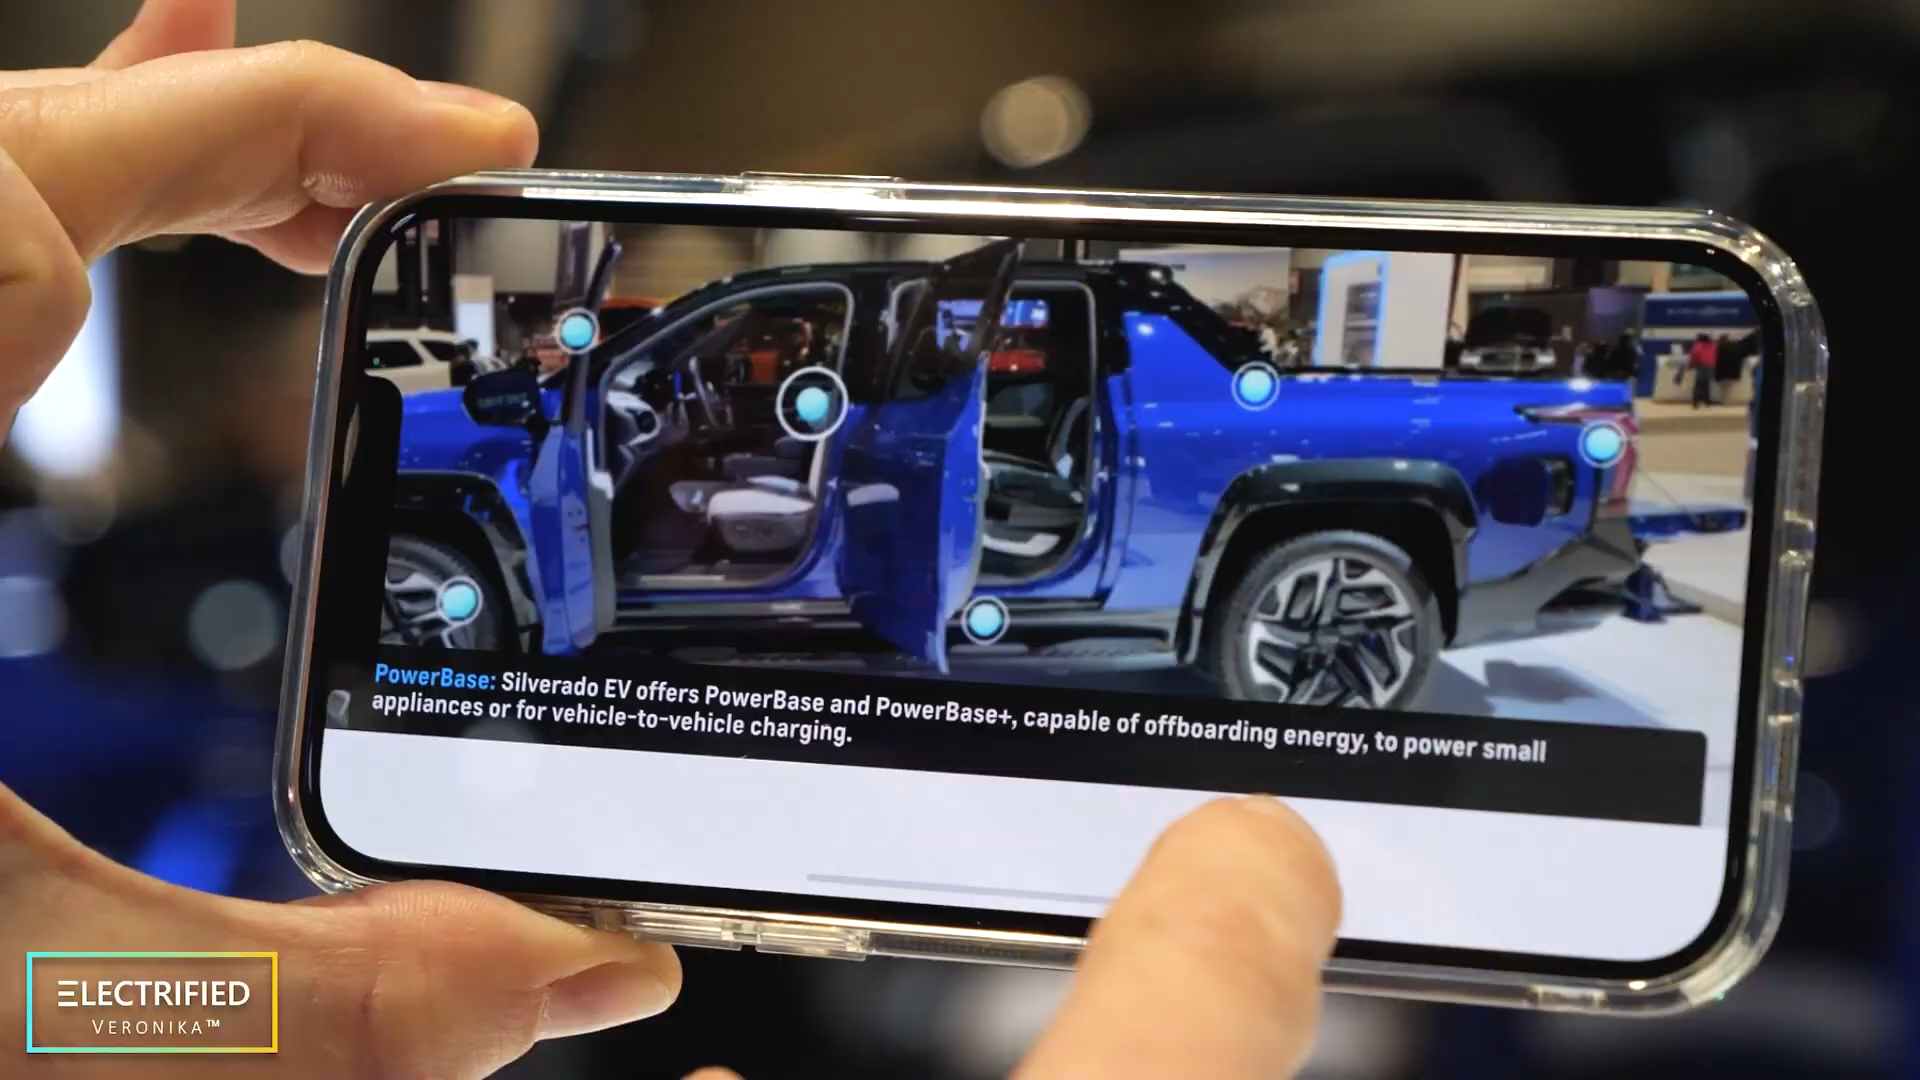 PowerBase: Silverado EV offers PowerBase and PowerBase+, capable of offboarding energy, to power small
appliances or for vehicle-to-vehicle charging.
ELECTRIFIED
VERONIKA™